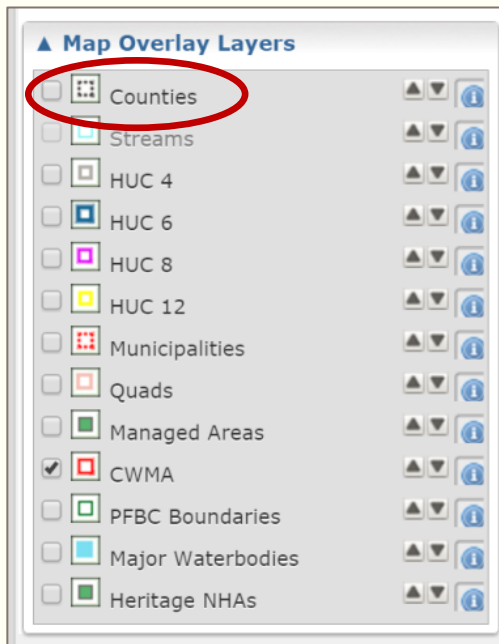 ▲ Map Overlay Layers
Counties
Streams
HUC 4
HUC 6
HUC 8
HUC 12
Municipalities
Quads
Managed Areas
CWMA
PFBC Boundaries
Major Waterbodies
Heritage NHAs